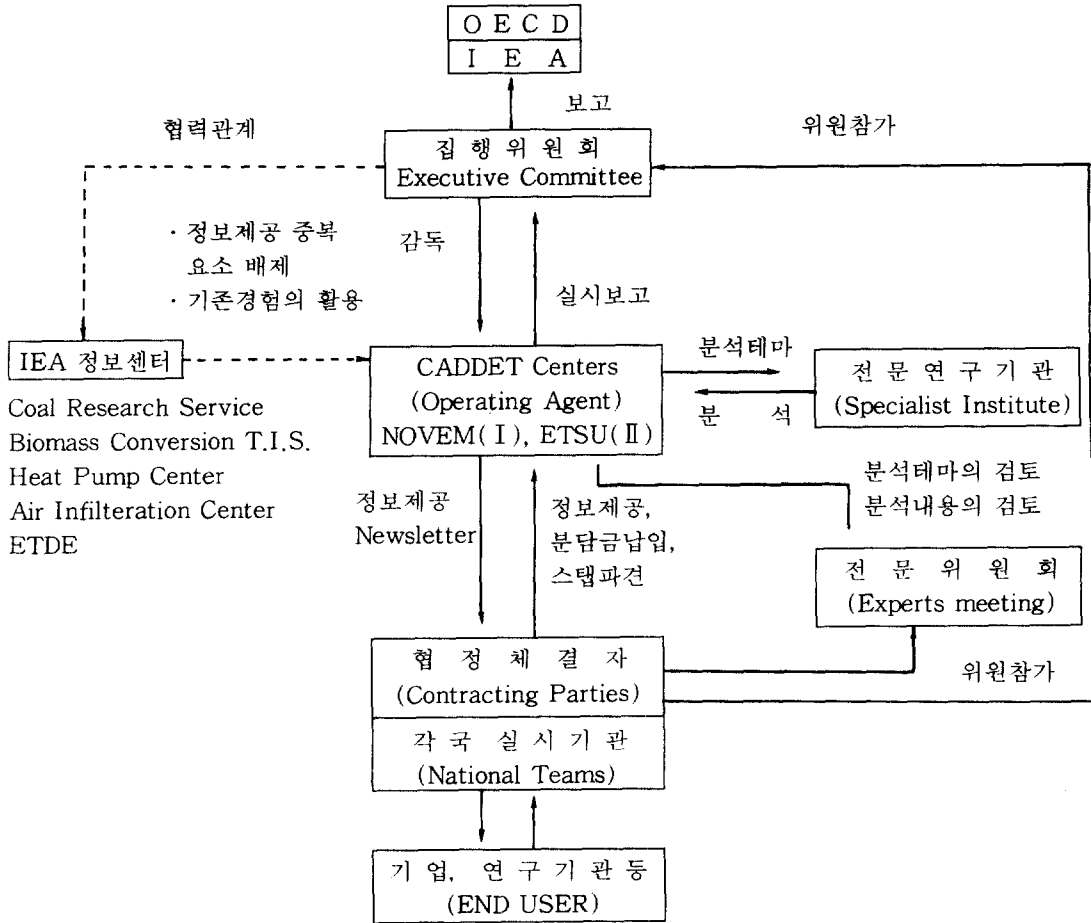 O E C D
I E A
보고
협력관계
위원참가
집 행 위 원 회
Executive Committee
· 정보제공 중복
요소 배제
· 기존경험의 활용
감독
실시보고
IEA 정보센터
Coal Research Service
Biomass Conversion T.I.S.
Heat Pump Center
Air Infilteration Center
ETDE
CADDET Centers
(Operating Agent)
NOVEM(Ⅰ), ETSU(Ⅱ)
분석테마
분 석
전 문 연 구 기 관
(Specialist Institute)
분석테마의 검토
분석내용의 검토
정보제공
Newsletter
정보제공,
분담금납입,
스탭파견
전 문 위 원 회
(Experts meeting)
협 정 체 결 자
(Contracting Parties)
위원참가
각 국 실 시 기 관
(National Teams)
기 업, 연 구 기 관 등
(END USER)